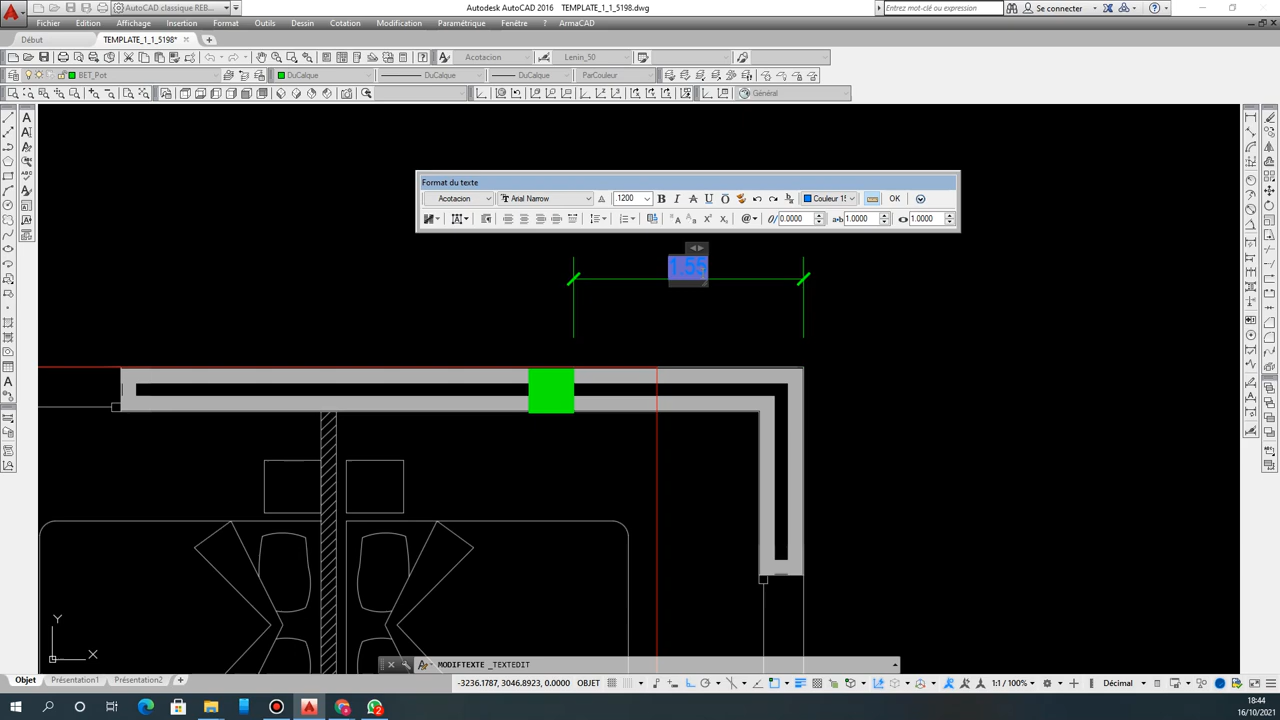 AutoCAD classique REB...
Autodesk AutoCAD 2016 TEMPLATE_1_1_5198.dwg
Entrez mot-clé ou expression
Se connecter
Fichier Edition Affichage Insertion Format Outils Dessin Cotation Modification Paramétrique Fenêtre ? ArmaCAD
Début TEMPLATE_1_1_5198*
Acotacion Lenin_50
BET_Pot DuCalque DuCalque DuCalque ParCouleur
Général
Format du texte
Acotacion Arial Narrow .1200 B I A U O Couleur 15 OK
0.0000 1.0000 1.0000
1.55
Y
X
MODIFTEXTE _TEXTEDIT
Objet Présentation1 Présentation2 +
-3236.1787, 3046.8923, 0.0000 OBJET 1:1 / 100% Décimal
18:44
16/10/2021